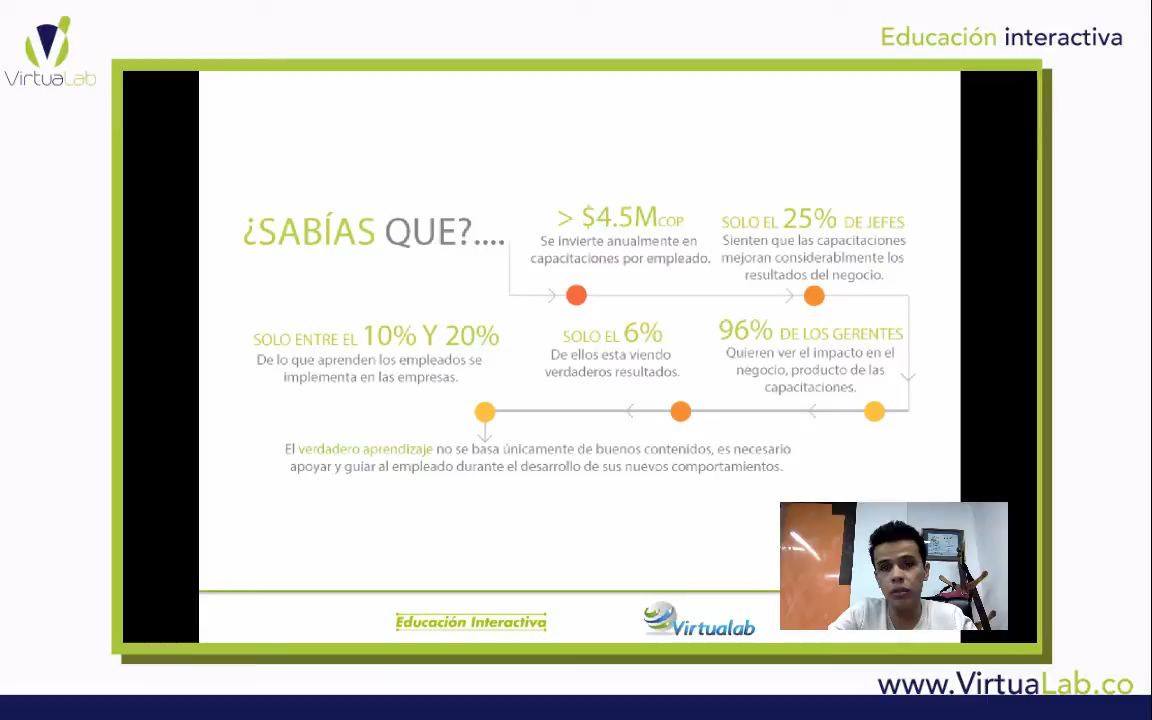 VirtuaLab
Educación interactiva
¿SABÍAS QUE?....
> $4.5MCOP
Se invierte anualmente en
capacitaciones por empleado.
SOLO EL 25% DE JEFES
Sienten que las capacitaciones
mejoran considerablmente los
resultados del negocio.
96% DE LOS GERENTES
Quieren ver el impacto en el
negocio, producto de las
capacitaciones.
SOLO EL 6%
De ellos esta viendo
verdaderos resultados.
SOLO ENTRE EL 10% Y 20%
De lo que aprenden los empleados se
implementa en las empresas.
El verdadero aprendizaje no se basa únicamente de buenos contenidos, es necesario
apoyar y guiar al empleado durante el desarrollo de sus nuevos comportamientos.
Educación Interactiva
Virtualab
www.VirtuaLab.co